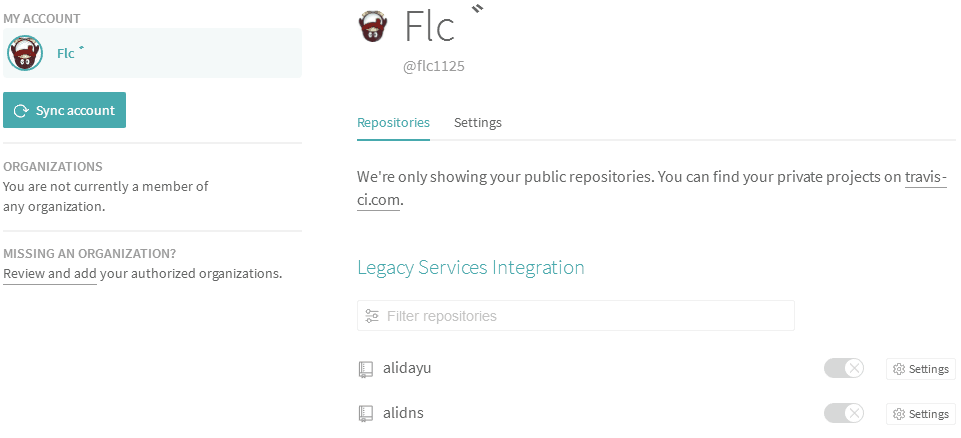 MY ACCOUNT
Flc
Sync account
ORGANIZATIONS
You are not currently a member of
any organization.
MISSING AN ORGANIZATION?
Review and add your authorized organizations.
Flc
@flc1125
Repositories Settings
We're only showing your public repositories. You can find your private projects on travis-
ci.com.
Legacy Services Integration
Filter repositories
alidayu Settings
alidns Settings